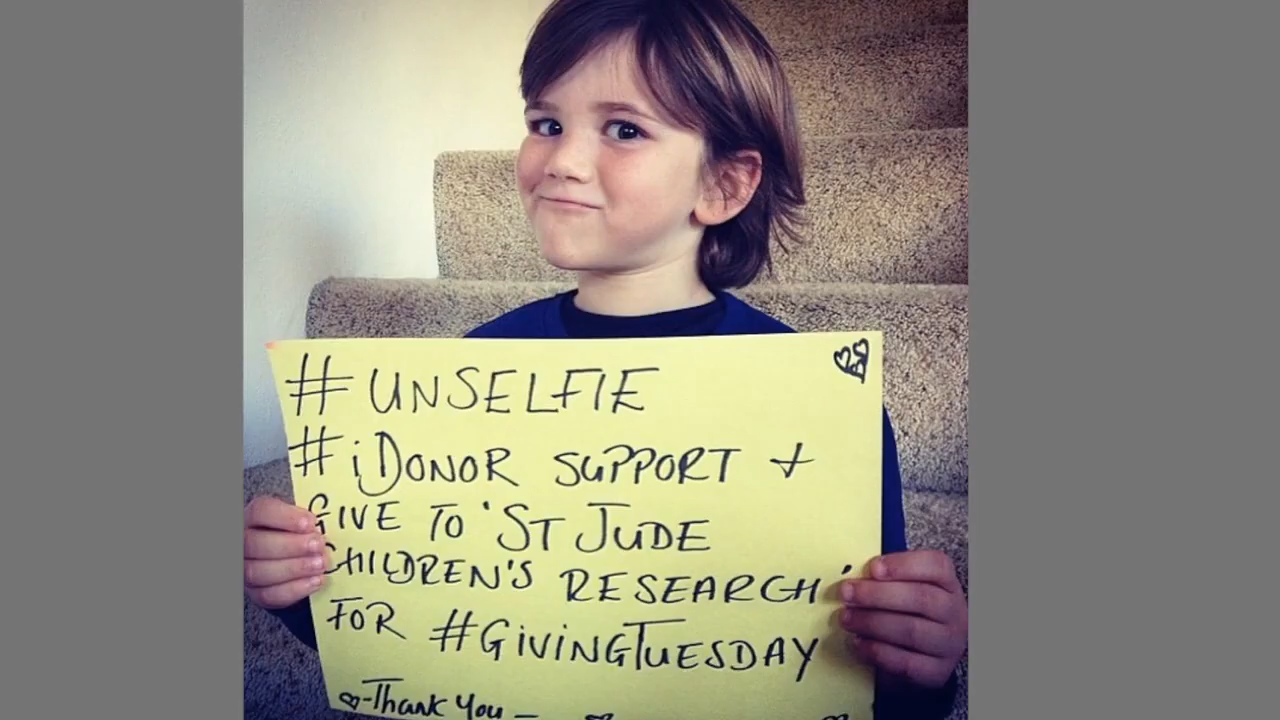 # UNSELFIE
#iDONOR SUPPORT +
GIVE TO 'ST JUDE
CHILDREN'S RESEARCH'
FOR #GIVINGTUESDAY
-Thank You -